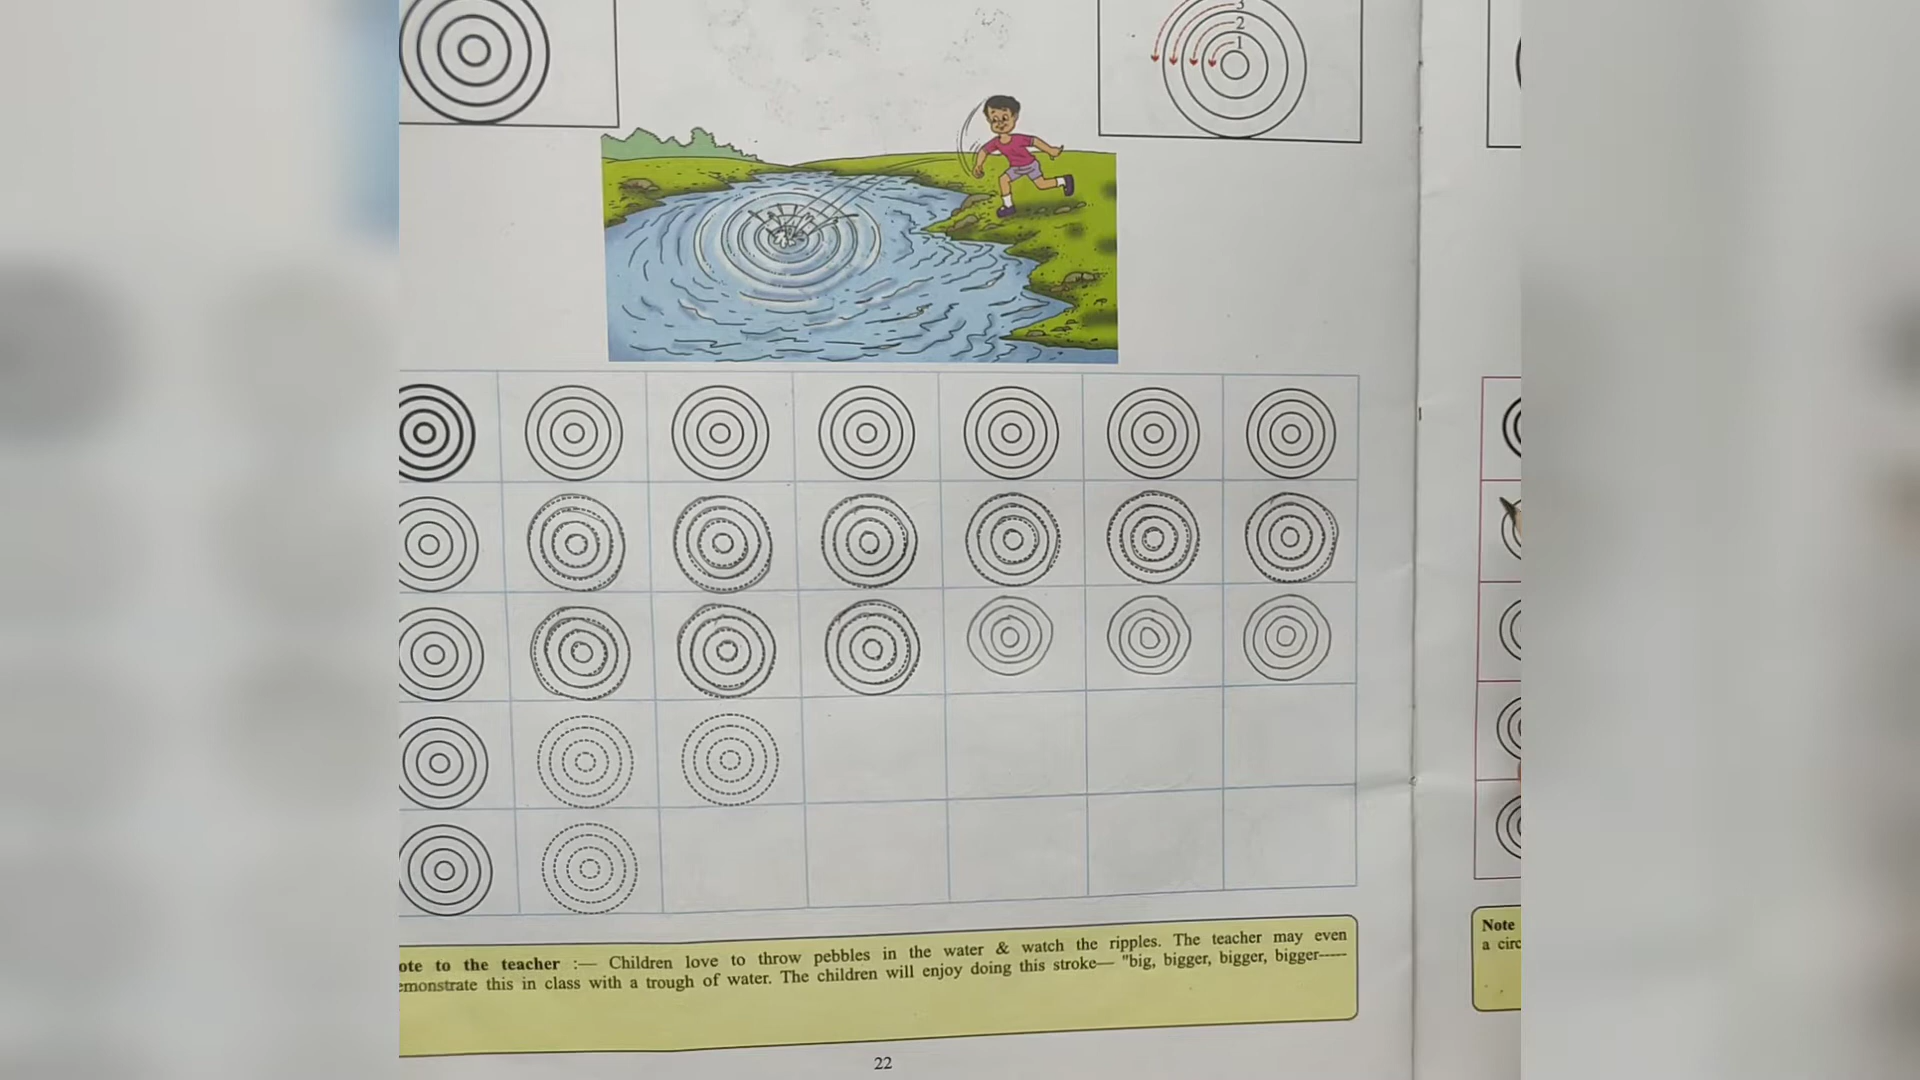 3
2
1
ote to the teacher :— Children love to throw pebbles in the water & watch the ripples. The teacher may even
emonstrate this in class with a trough of water. The children will enjoy doing this stroke— "big, bigger, bigger, bigger-----
Note
a circ
22